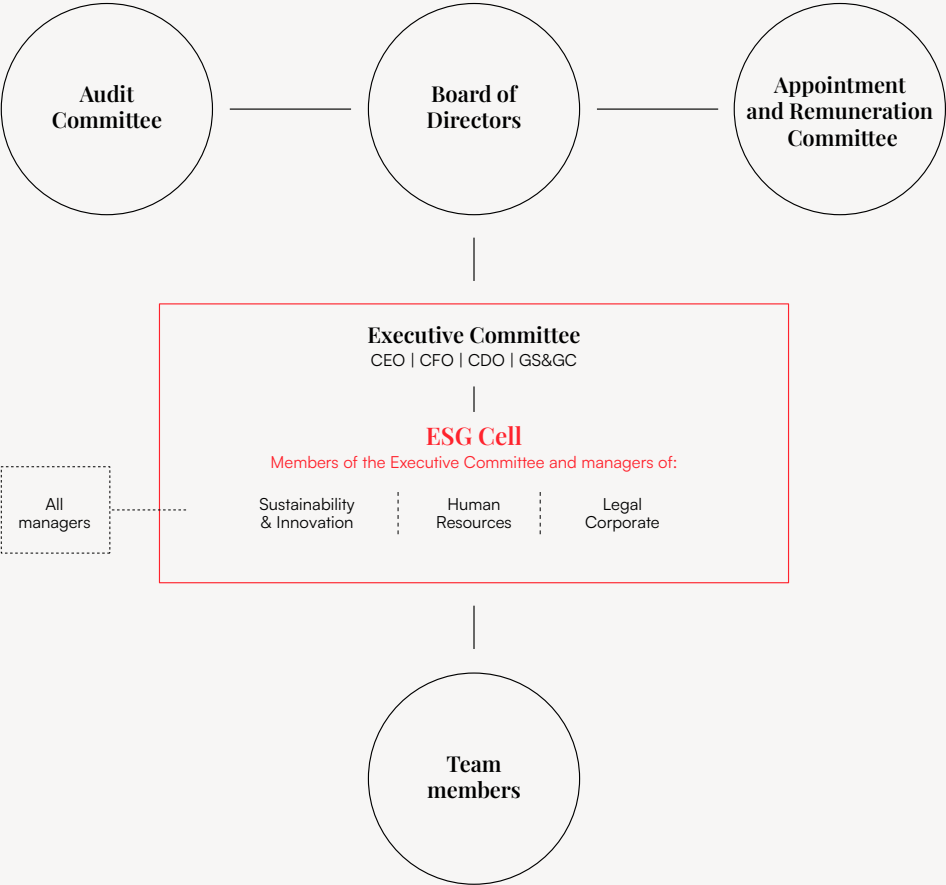 Audit
Committee
Board of
Directors
Appointment
and Remuneration
Committee
Executive Committee
CEO | CFO | CDO | GS&GC
ESG Cell
Members of the Executive Committee and managers of:
All
managers
Sustainability
& Innovation
Human
Resources
Legal
Corporate
Team
members